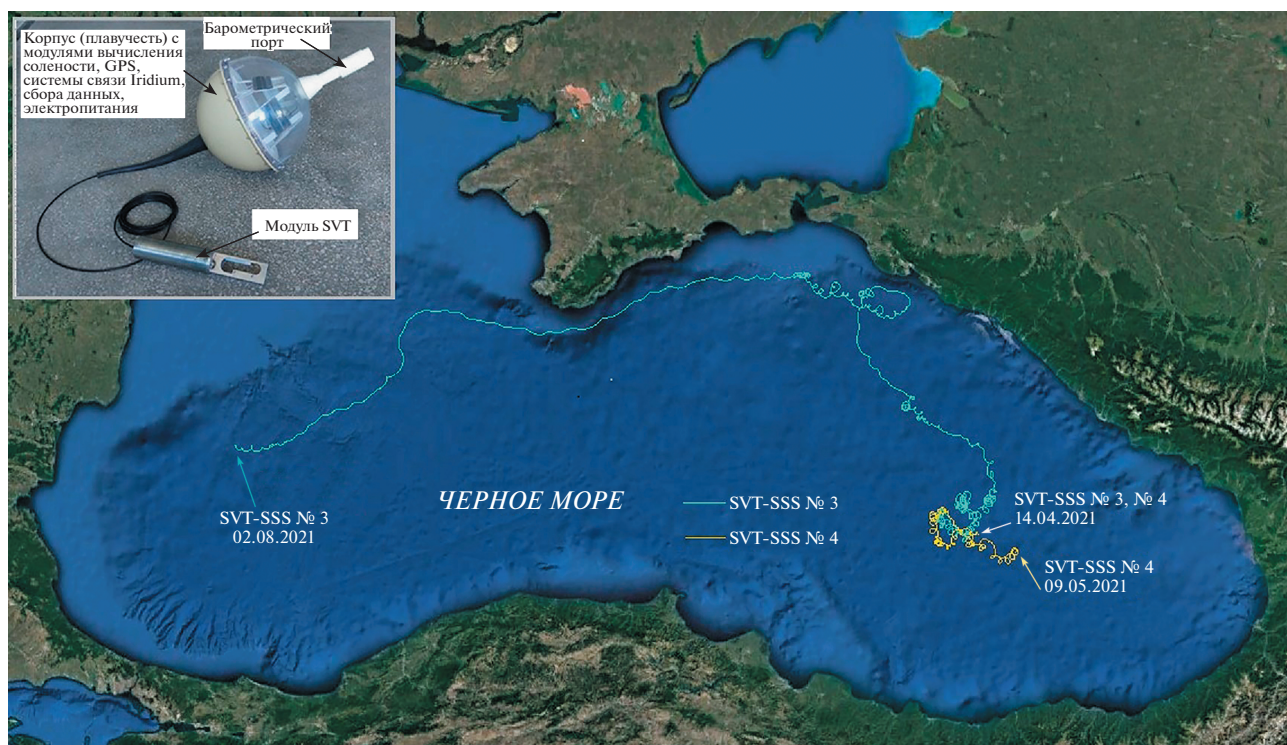 Корпус (плавучесть) с
модулями вычисления
солености, GPS,
системы связи Iridium,
сбора данных,
электропитания
Барометрический
порт
Модуль SVT
ЧЕРНОЕ МОРЕ
SVT-SSS № 3
SVT-SSS № 4
SVT-SSS № 3
02.08.2021
SVT-SSS № 3, № 4
14.04.2021
SVT-SSS № 4
09.05.2021